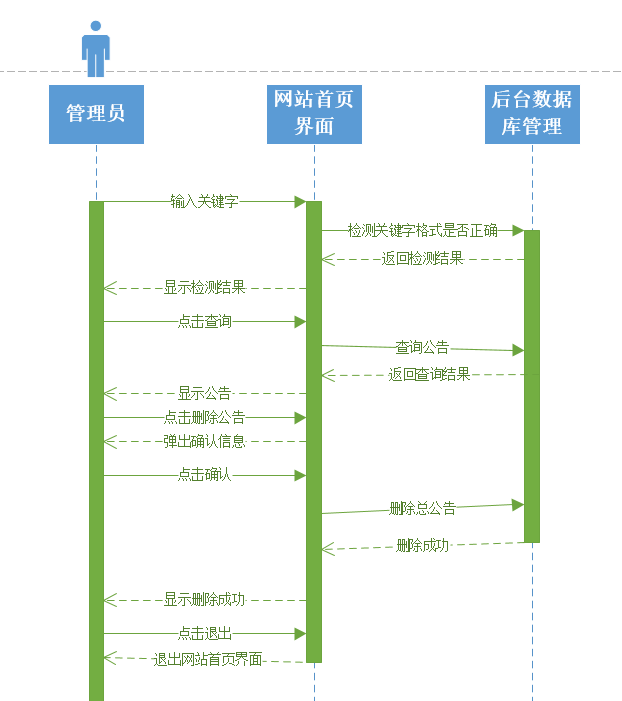 管理员
网站首页
界面
后台数据
库管理
输入关键字
检测关键字格式是否正确
返回检测结果
显示检测结果
点击查询
查询公告
返回查询结果
显示公告
点击删除公告
弹出确认信息
点击确认
删除总公告
删除成功
显示删除成功
点击退出
退出网站首页界面